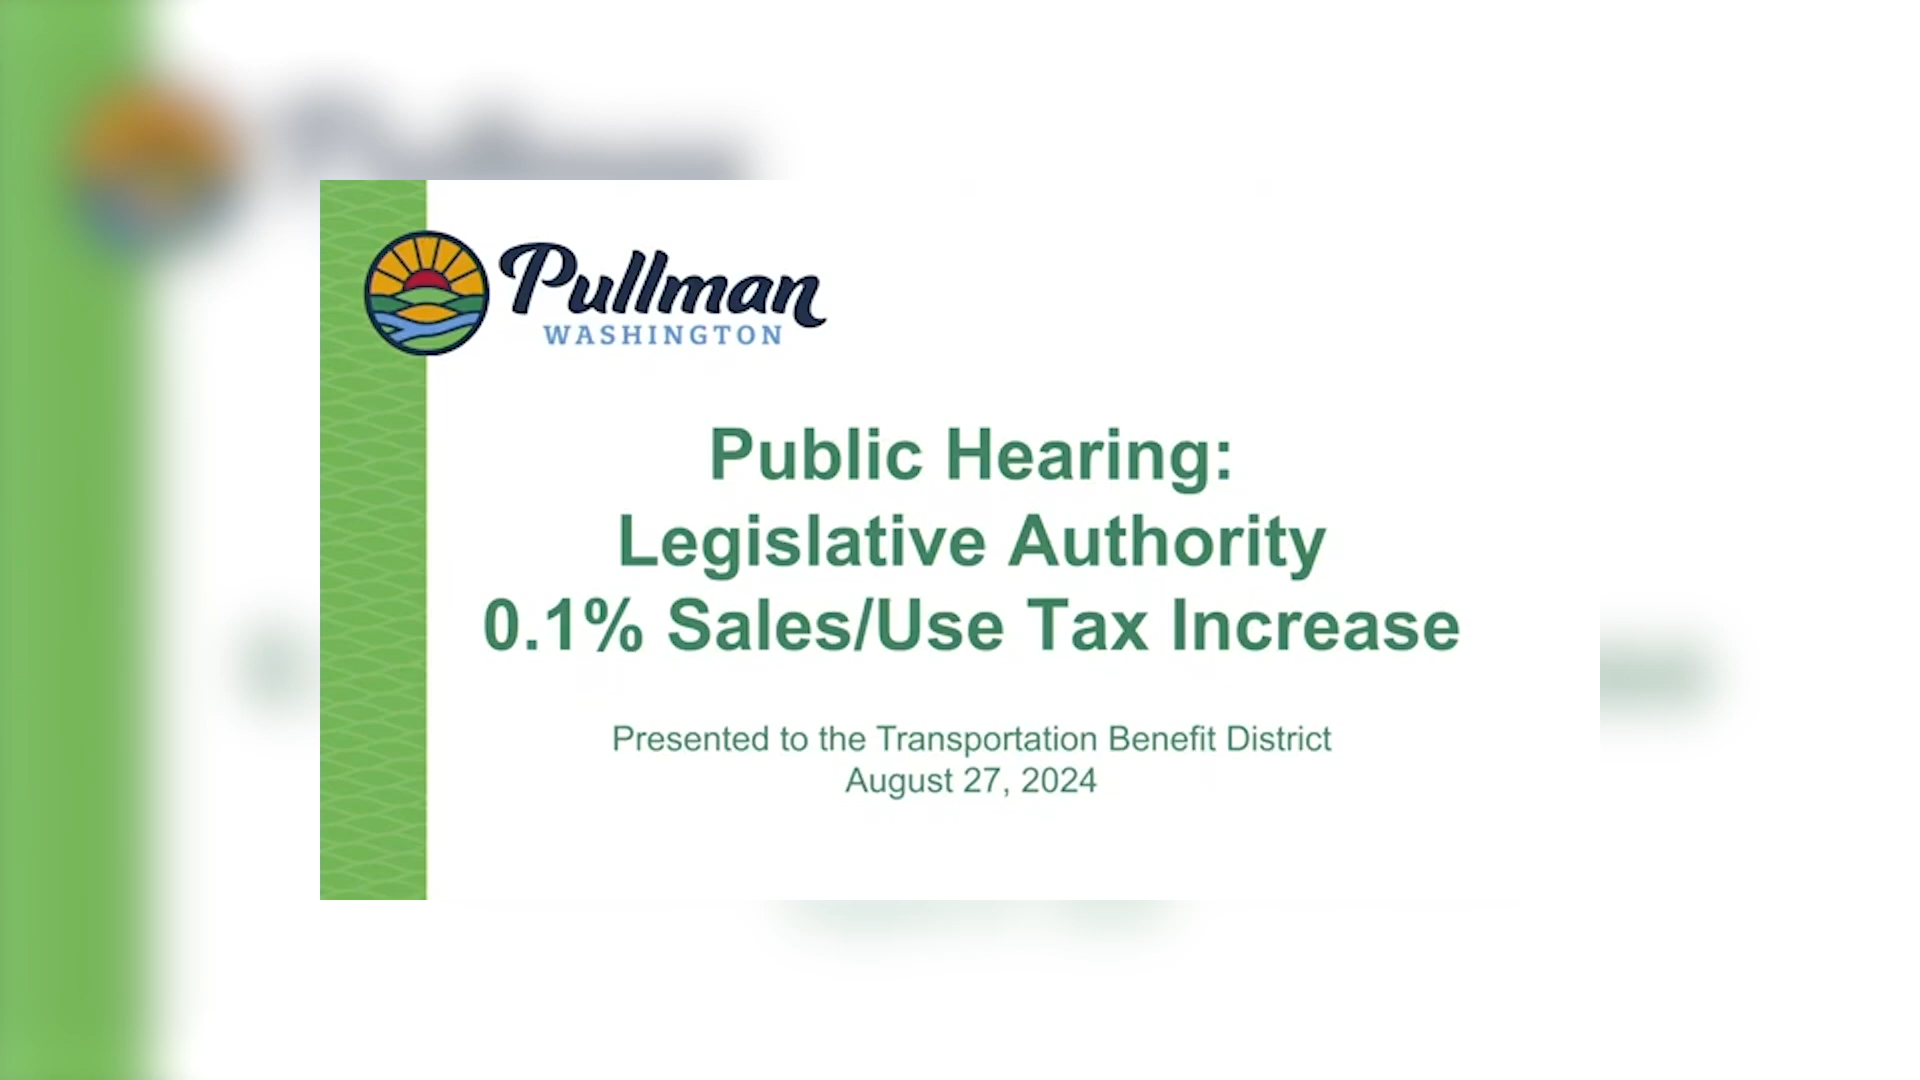 Pullman
WASHINGTON
Public Hearing:
Legislative Authority
0.1% Sales/Use Tax Increase
Presented to the Transportation Benefit District
August 27, 2024